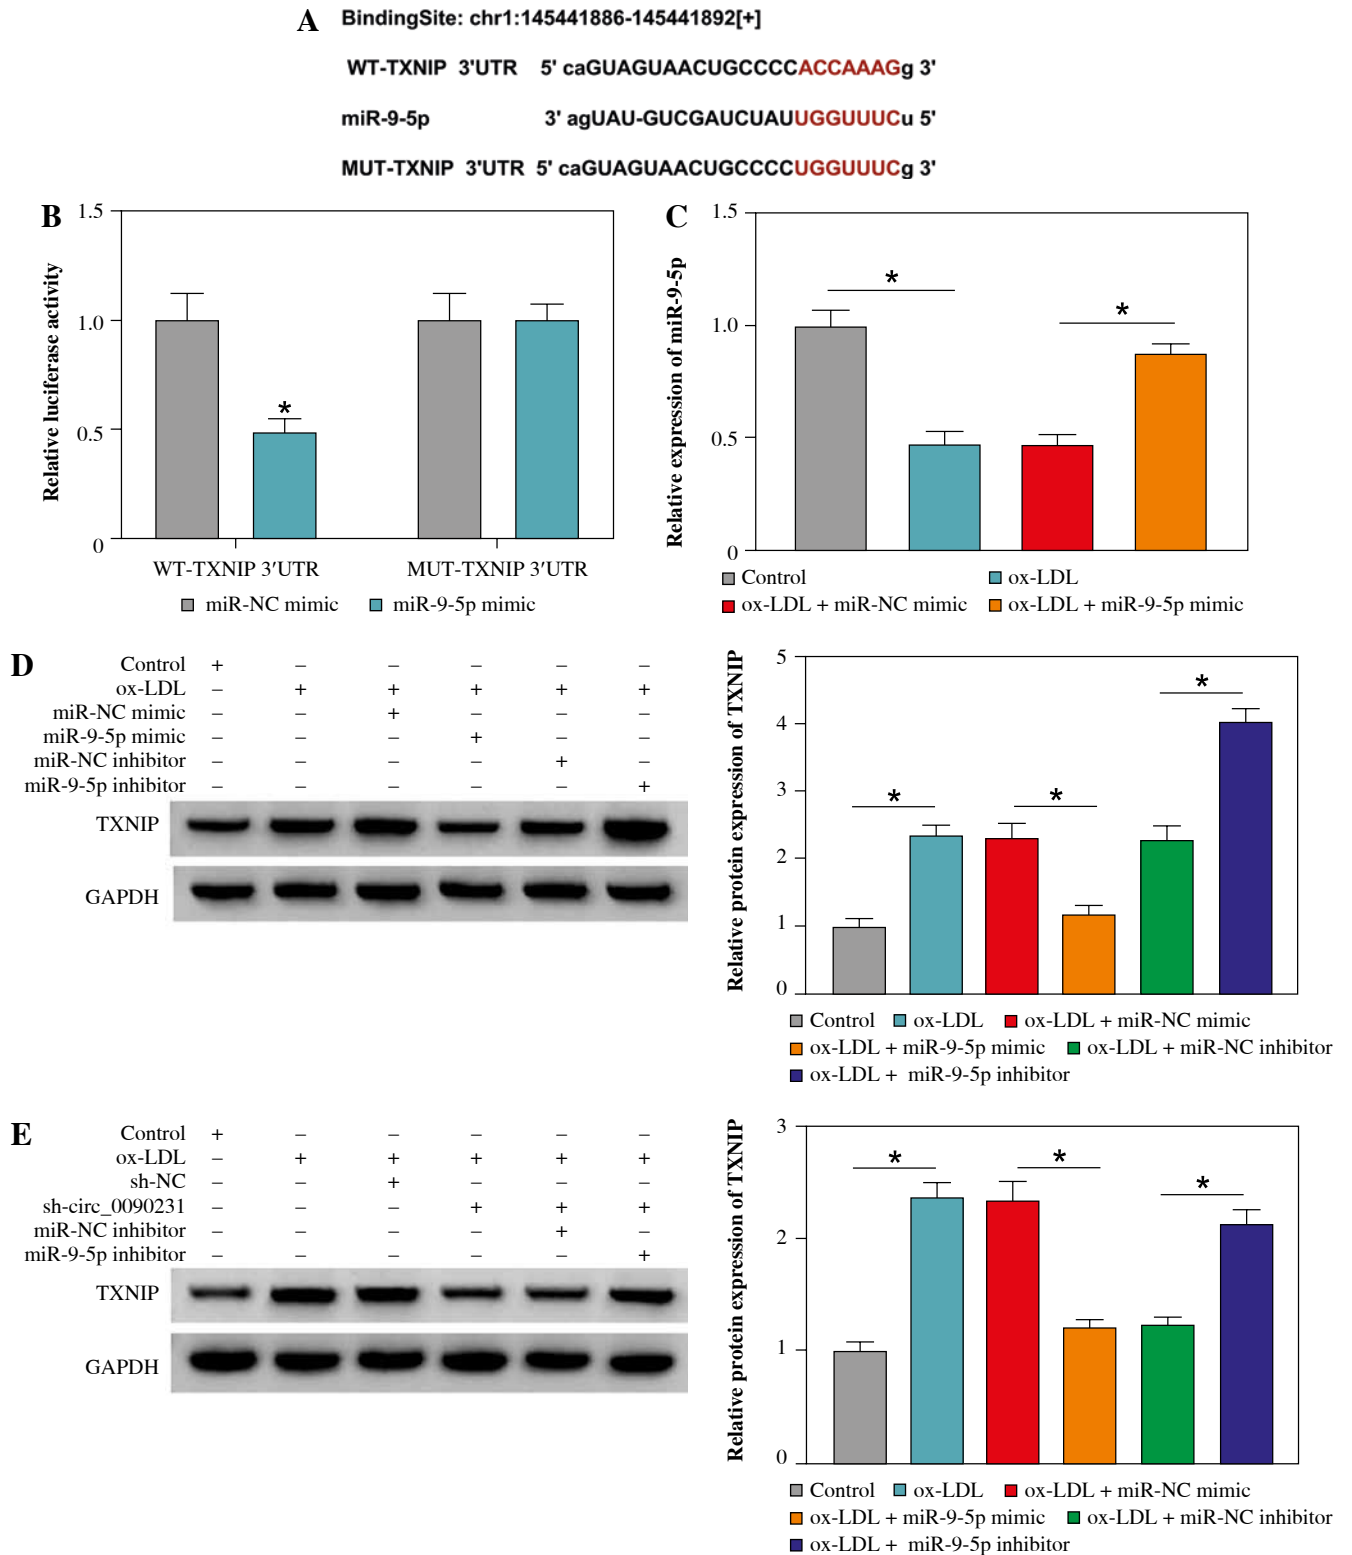 A BindingSite: chr1:145441886-145441892[+]
WT-TXNIP 3'UTR 5' caGUAGUAACUGCCCCACCAAAGg 3'
miR-9-5p 3' agUAU-GUCGAUCUAUUGGUUUCu 5'
MUT-TXNIP 3'UTR 5' caGUAGUAACUGCCCCUGGUUUCg 3'
B
Relative luciferase activity
1.5
1.0
0.5
0
*
WT-TXNIP 3′UTR MUT-TXNIP 3′UTR
miR-NC mimic miR-9-5p mimic
C
Relative expression of miR-9-5p
1.5
1.0
0.5
0
* *
Control ox-LDL
ox-LDL + miR-NC mimic ox-LDL + miR-9-5p mimic
D
Control + – – – – –
ox-LDL – + + + + +
miR-NC mimic – – + – – –
miR-9-5p mimic – – – + – –
miR-NC inhibitor – – – – + –
miR-9-5p inhibitor – – – – – +
TXNIP
GAPDH
Relative protein expression of TXNIP
5
4
3
2
1
0
* * *
Control ox-LDL ox-LDL + miR-NC mimic
ox-LDL + miR-9-5p mimic ox-LDL + miR-NC inhibitor
ox-LDL + miR-9-5p inhibitor
E
Control + – – – – –
ox-LDL – + + + + +
sh-NC – – + – – –
sh-circ_0090231 – – – + + +
miR-NC inhibitor – – – – + –
miR-9-5p inhibitor – – – – – +
TXNIP
GAPDH
Relative protein expression of TXNIP
3
2
1
0
* * *
Control ox-LDL ox-LDL + miR-NC mimic
ox-LDL + miR-9-5p mimic ox-LDL + miR-NC inhibitor
ox-LDL + miR-9-5p inhibitor